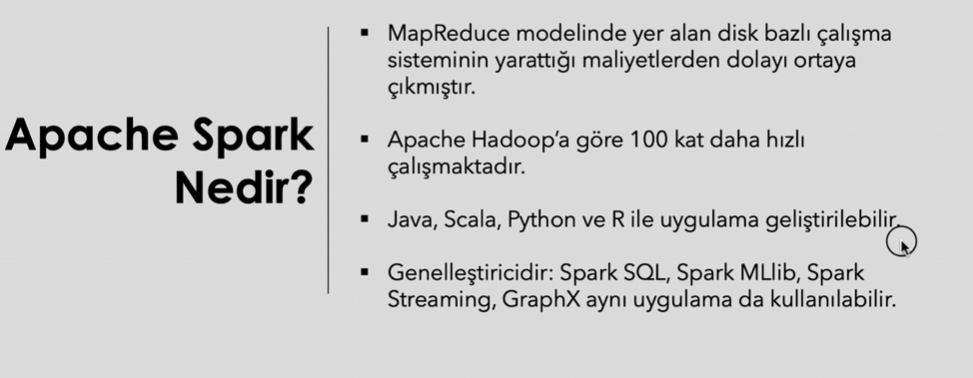 Apache Spark
Nedir?
▪ MapReduce modelinde yer alan disk bazlı çalışma
sisteminin yarattığı maliyetlerden dolayı ortaya
çıkmıştır.
▪ Apache Hadoop’a göre 100 kat daha hızlı
çalışmaktadır.
▪ Java, Scala, Python ve R ile uygulama geliştirilebilir.
▪ Genelleştiricidir: Spark SQL, Spark MLlib, Spark
Streaming, GraphX aynı uygulama da kullanılabilir.